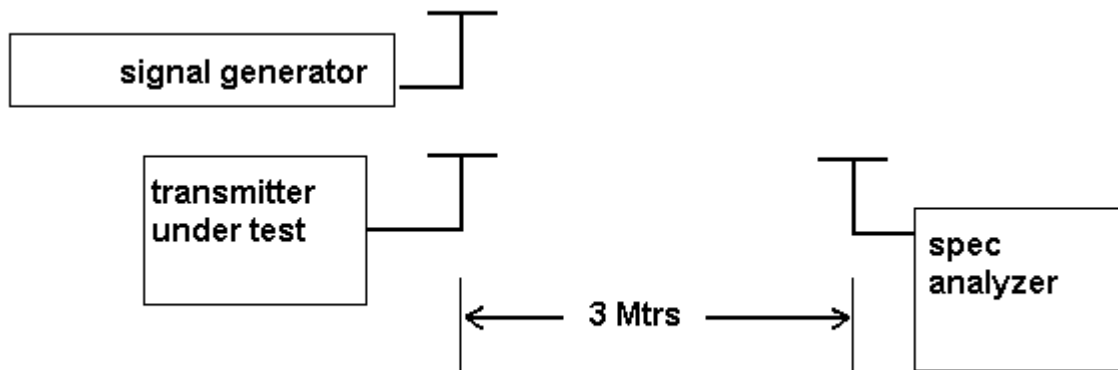 signal generator
transmitter
under test
spec
analyzer
3 Mtrs